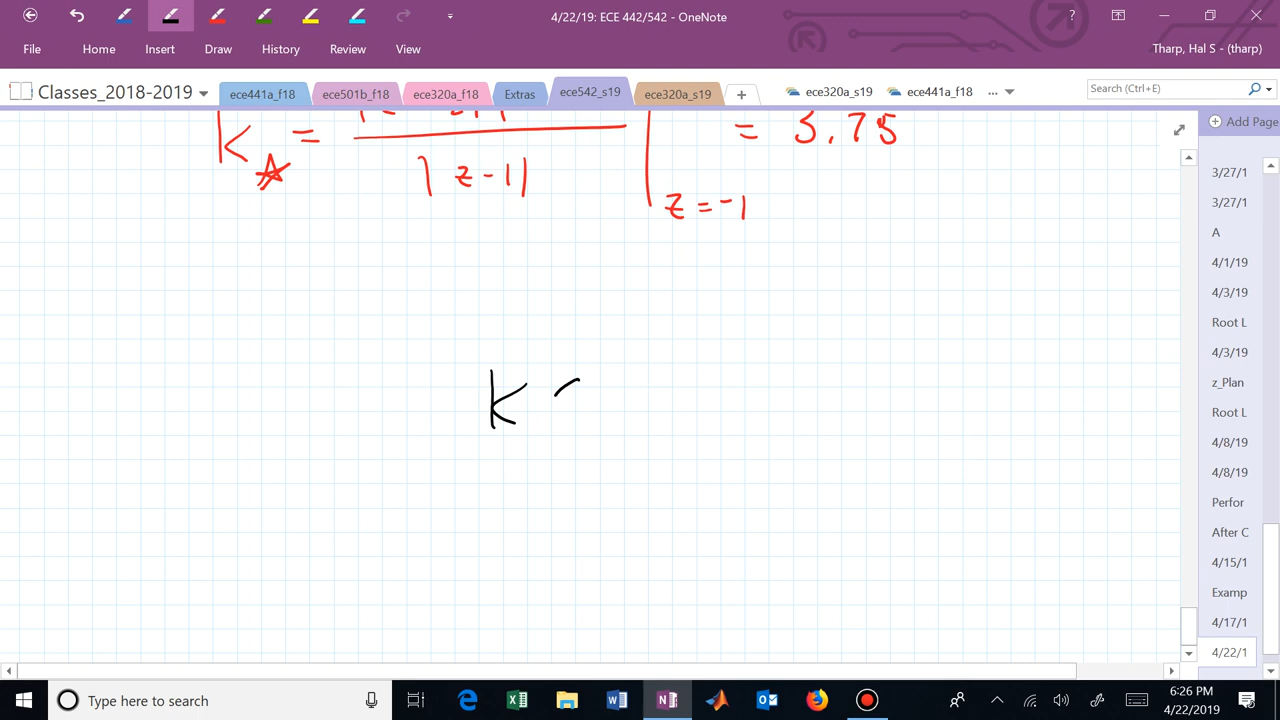 4/22/19: ECE 442/542 - OneNote
?
File Home Insert Draw History Review View
Tharp, Hal S - (tharp)
Classes_2018-2019
ece441a_f18 ece501b_f18 ece320a_f18 Extras ece542_s19 ece320a_s19 +
ece320a_s19 ece441a_f18 ...
Search (Ctrl+E)
Add Page
K☆ = / |z-1| | z=-1 = 3.75
K
3/27/1
3/27/1
A
4/1/19
4/3/19
Root L
4/3/19
z_Plan
Root L
4/8/19
4/8/19
Perfor
After C
4/15/1
Examp
4/17/1
4/22/1
Type here to search
6:26 PM
4/22/2019